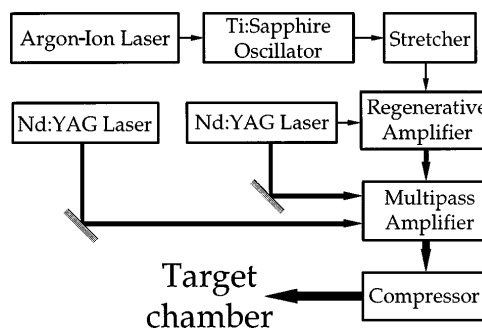 Argon-Ion Laser
Ti:Sapphire
Oscillator
Stretcher
Nd:YAG Laser
Nd:YAG Laser
Regenerative
Amplifier
Multipass
Amplifier
Target
chamber
Compressor